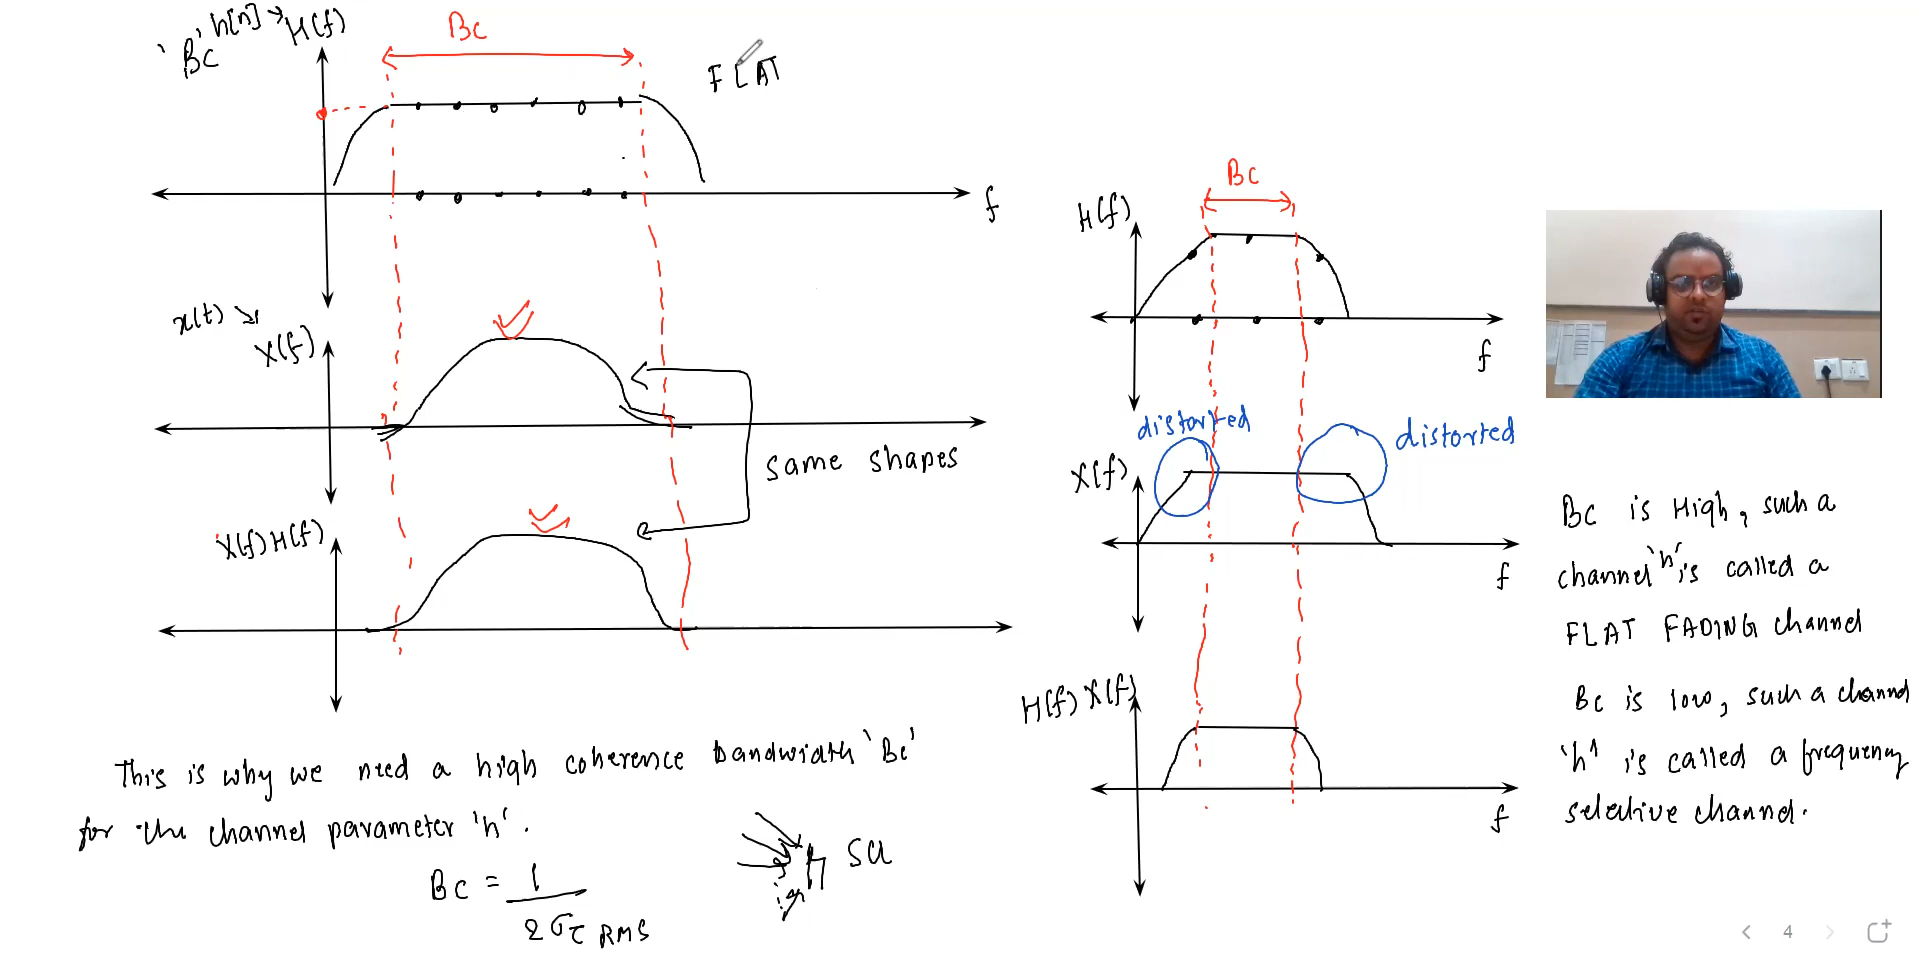 'Bc' h[n] → H(f)
Bc
FLAT
f
x(t)
X(f)
same shapes
X(f)H(f)
This is why we need a high coherence bandwidth 'Bc'
for the channel parameter 'h'.
Bc = 1
2στ RMS
Bc
H(f)
f
distorted
distorted
X(f)
f
H(f) X(f)
f
Bc is High, such a
channel 'h' is called a
FLAT FADING channel
Bc is low, such a channel
'h' is called a frequency
selective channel.
4